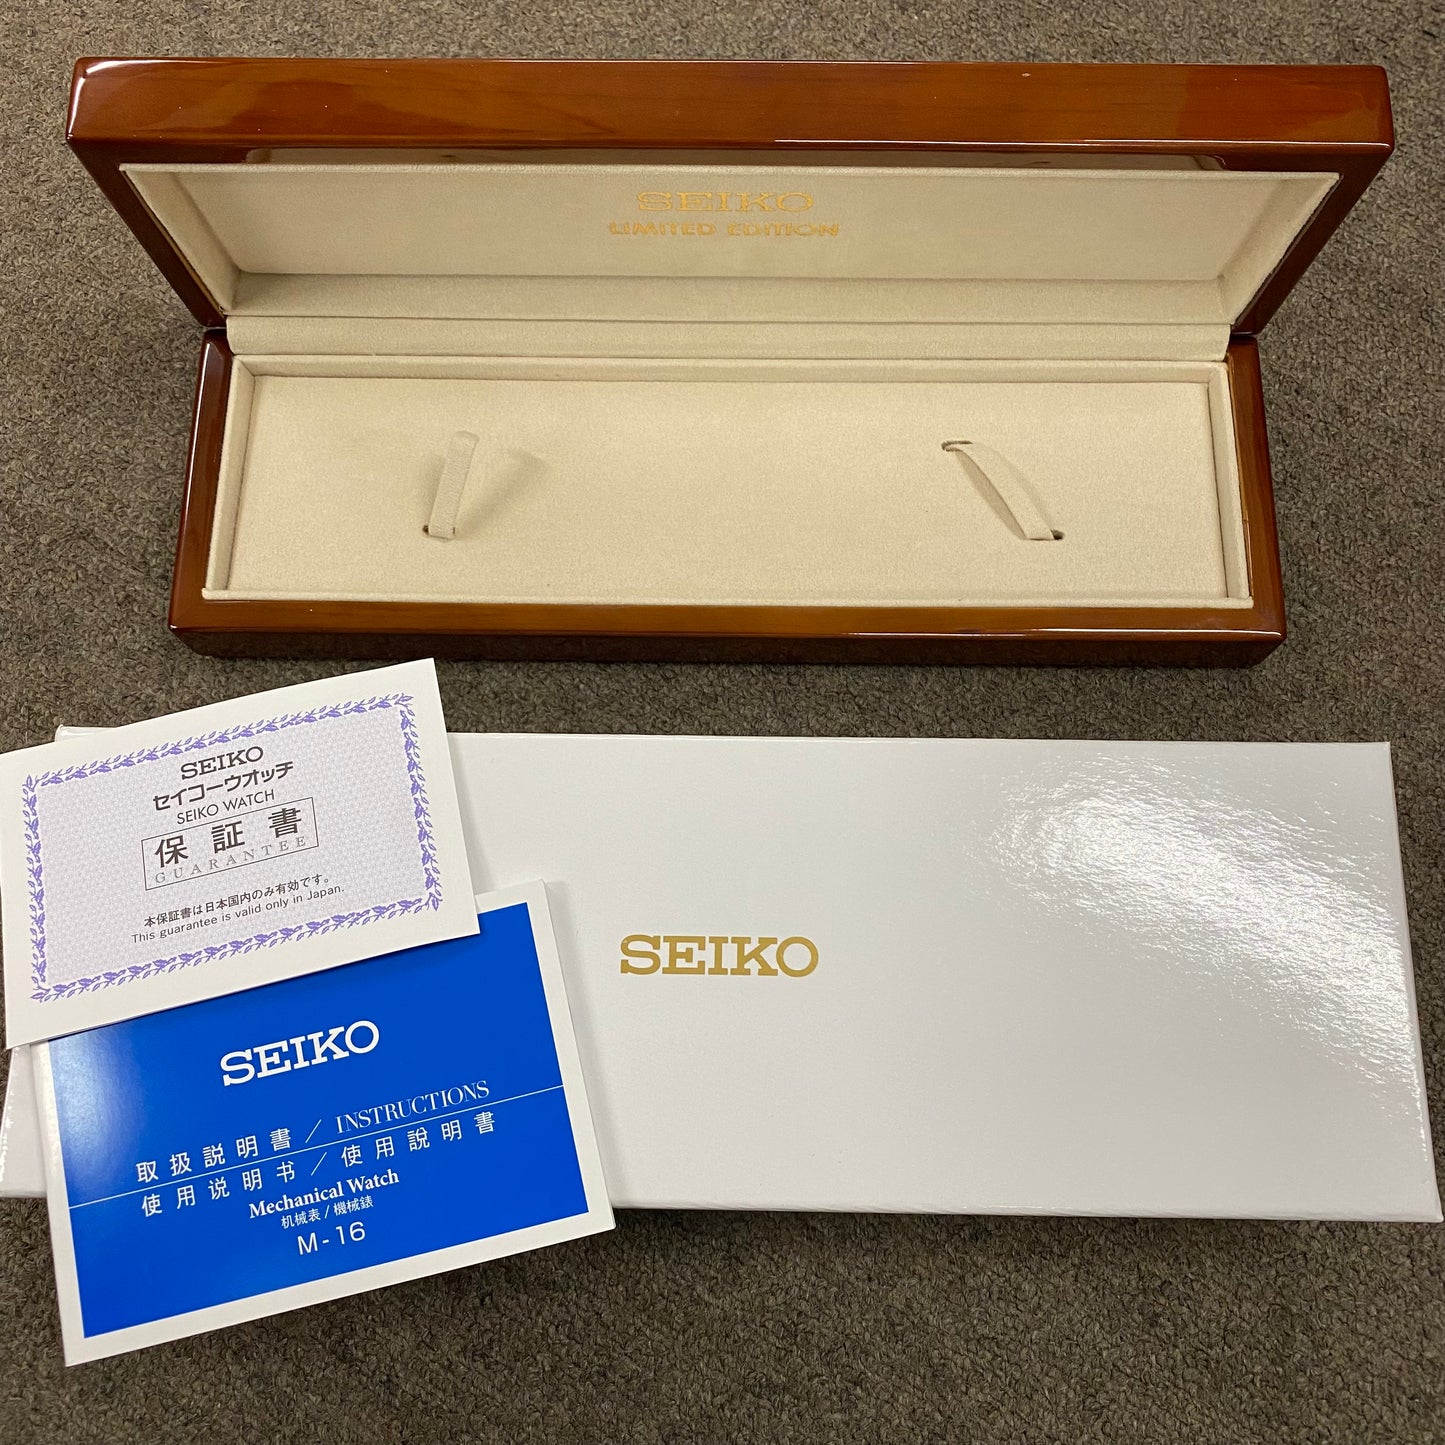 SEIKO
LIMITED EDITION
SEIKO
セイコーウオッチ
SEIKO WATCH
保証書
GUARANTEE
本保証書は日本国内のみ有効です。
This guarantee is valid only in Japan.
SEIKO
SEIKO
取扱説明書 / INSTRUCTIONS
使用说明书 / 使用說明書
Mechanical Watch
机械表 / 機械錶
M-16